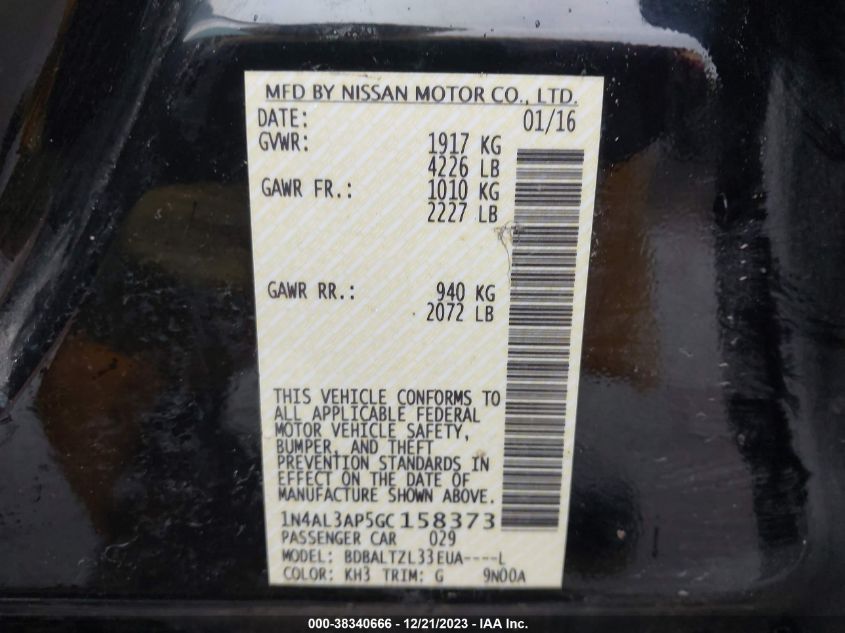 MFD BY NISSAN MOTOR CO., LTD.
DATE: 01/16
GVWR: 1917 KG
4226 LB
GAWR FR.: 1010 KG
2227 LB
GAWR RR.: 940 KG
2072 LB
THIS VEHICLE CONFORMS TO
ALL APPLICABLE FEDERAL
MOTOR VEHICLE SAFETY,
BUMPER, AND THEFT
PREVENTION STANDARDS IN
EFFECT ON THE DATE OF
MANUFACTURE SHOWN ABOVE.
1N4AL3AP5GC158373
PASSENGER CAR 029
MODEL: BDBALTZL33EUA----L
COLOR: KH3 TRIM: G 9N00A
000-38340666 - 12/21/2023 - IAA Inc.